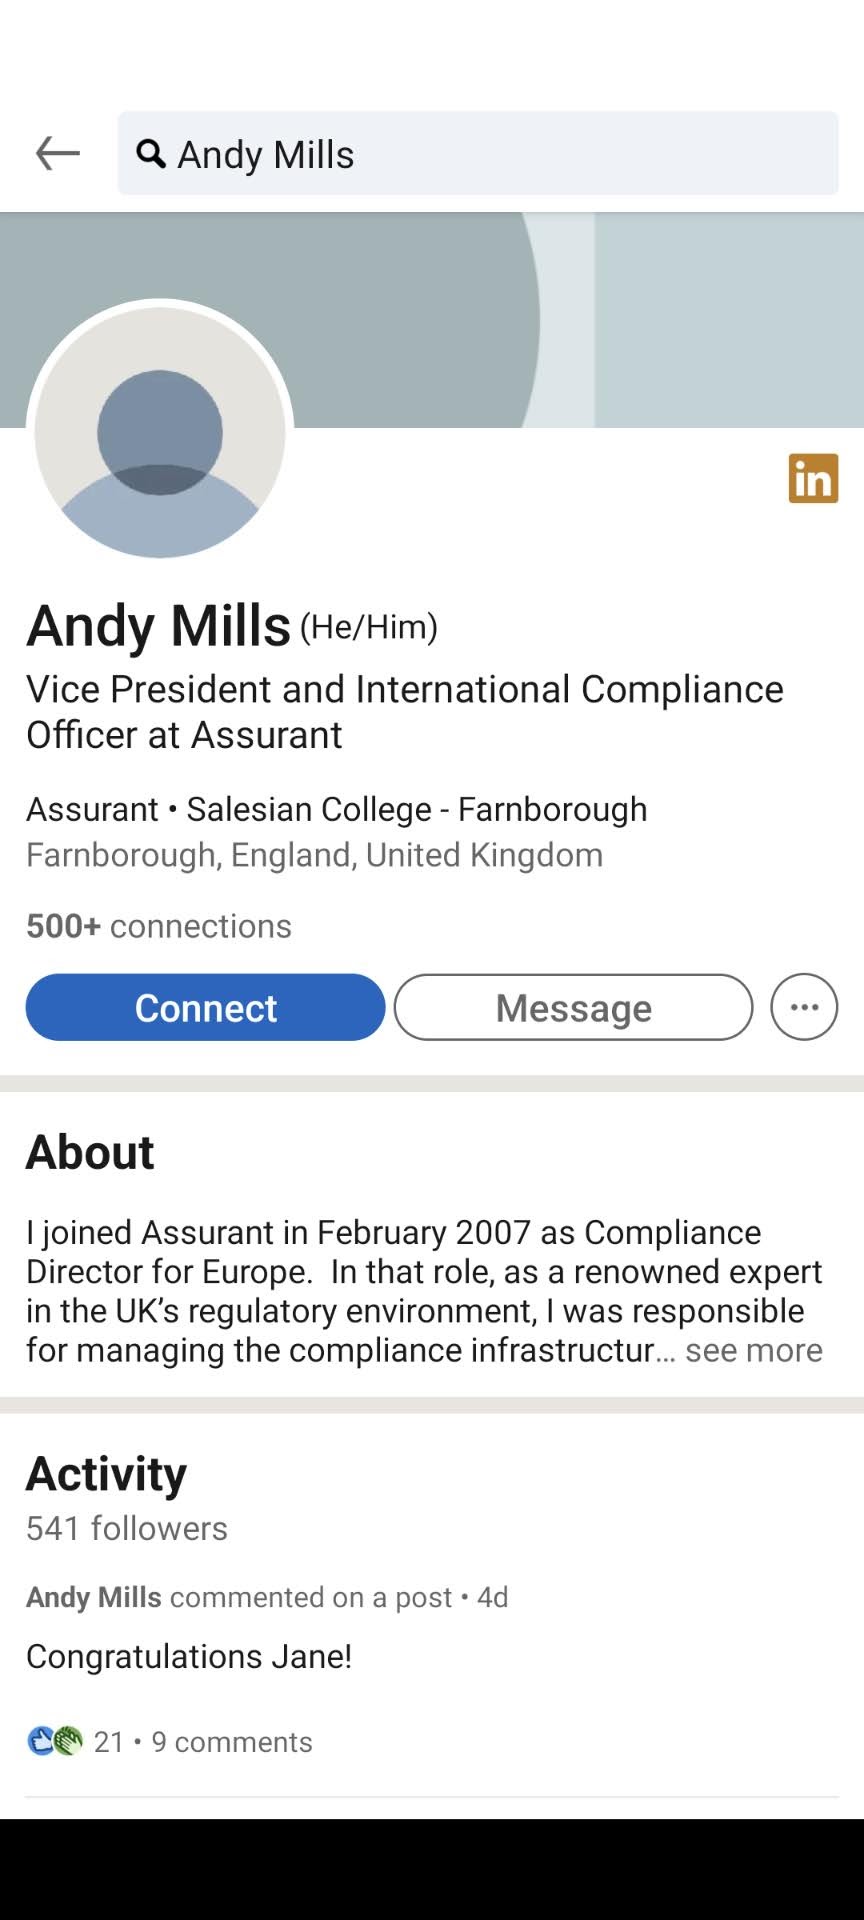 Andy Mills
in
Andy Mills (He/Him)
Vice President and International Compliance
Officer at Assurant
Assurant • Salesian College - Farnborough
Farnborough, England, United Kingdom
500+ connections
Connect
Message
About
I joined Assurant in February 2007 as Compliance
Director for Europe.  In that role, as a renowned expert
in the UK’s regulatory environment, I was responsible
for managing the compliance infrastructur… see more
Activity
541 followers
Andy Mills commented on a post • 4d
Congratulations Jane!
21 • 9 comments